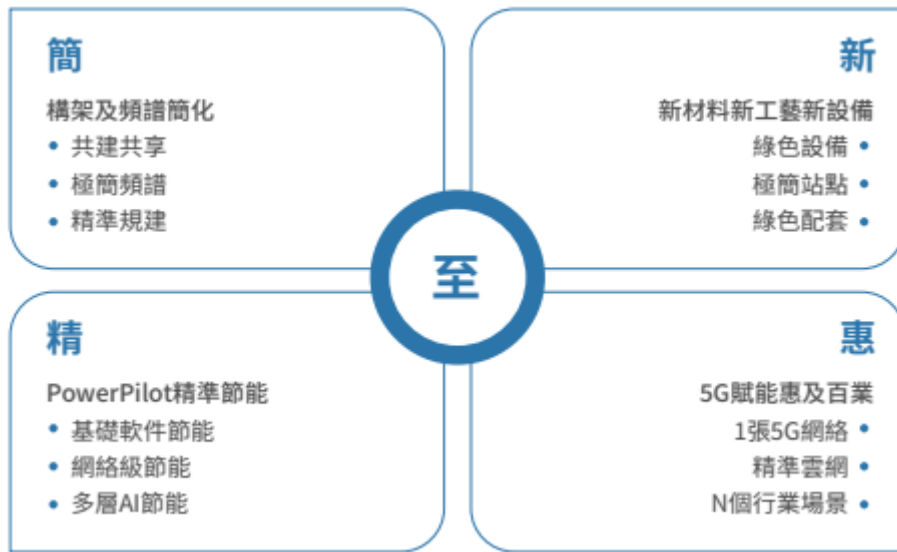 簡
構架及頻譜簡化
• 共建共享
• 極簡頻譜
• 精準規建
新
新材料新工藝新設備
綠色設備 •
極簡站點 •
綠色配套 •
至
精
PowerPilot精準節能
• 基礎軟件節能
• 網絡級節能
• 多層AI節能
惠
5G賦能惠及百業
1張5G網絡 •
精準雲網 •
N個行業場景 •